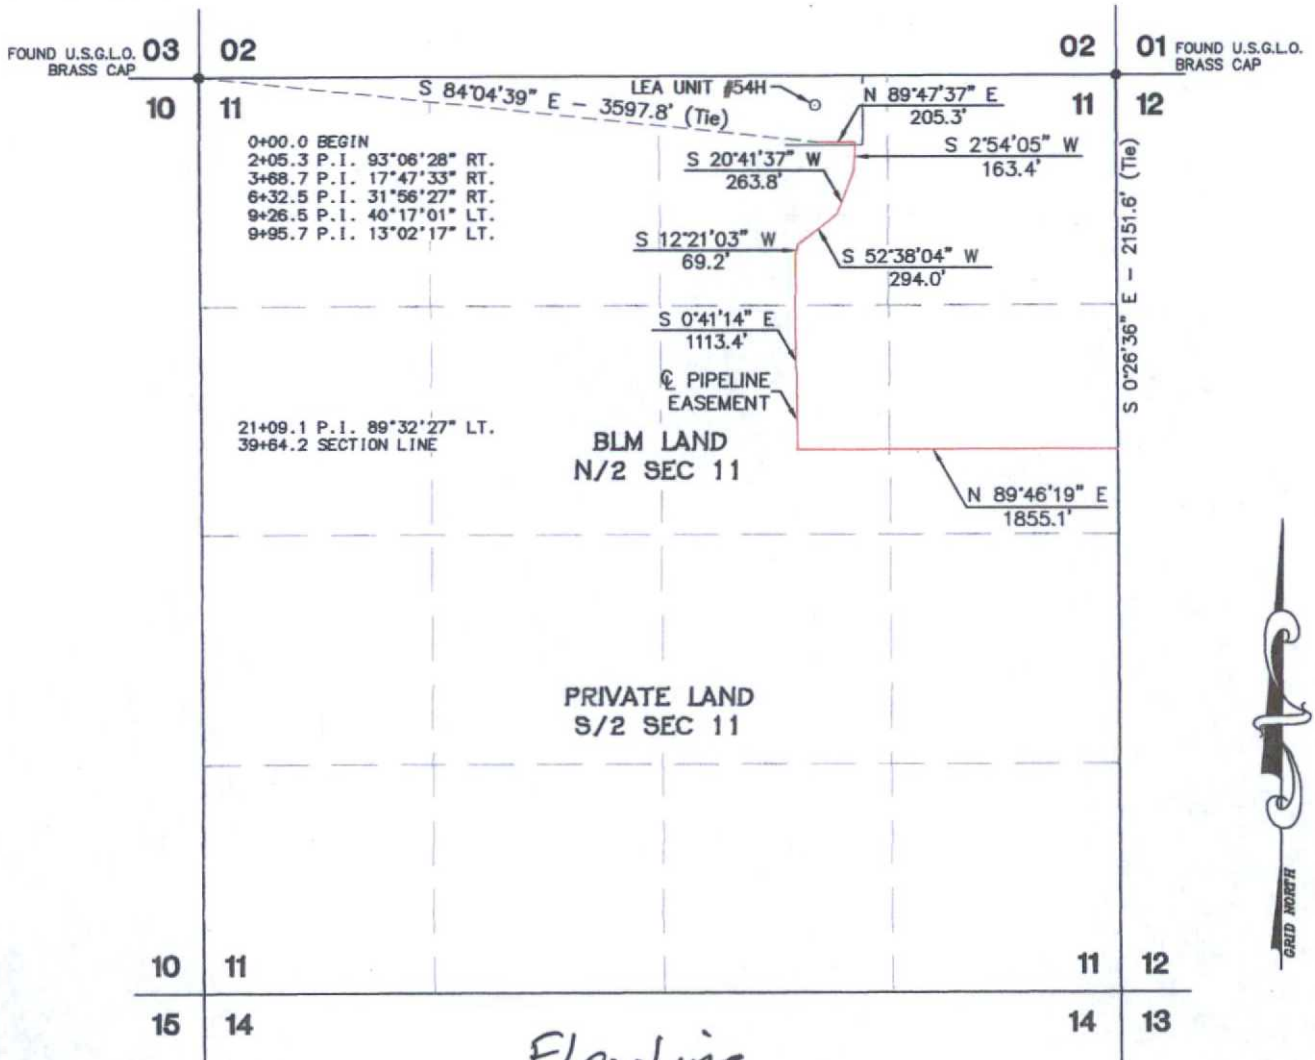 FOUND U.S.G.L.O. 03 02
BRASS CAP
02 01 FOUND U.S.G.L.O.
BRASS CAP
10 11
11 12
S 84°04'39" E - 3597.8' (Tie)
LEA UNIT #54H
N 89°47'37" E
205.3'
0+00.0 BEGIN
2+05.3 P.I. 93°06'28" RT.
3+68.7 P.I. 17°47'33" RT.
6+32.5 P.I. 31°56'27" RT.
9+26.5 P.I. 40°17'01" LT.
9+95.7 P.I. 13°02'17" LT.
S 2°54'05" W
163.4'
S 20°41'37" W
263.8'
S 12°21'03" W
69.2'
S 52°38'04" W
294.0'
S 0°26'36" E - 2151.6' (Tie)
S 0°41'14" E
1113.4'
℄ PIPELINE
EASEMENT
21+09.1 P.I. 89°32'27" LT.
39+64.2 SECTION LINE
BLM LAND
N/2 SEC 11
N 89°46'19" E
1855.1'
PRIVATE LAND
S/2 SEC 11
GRID NORTH
10 11
11 12
15 14
14 13